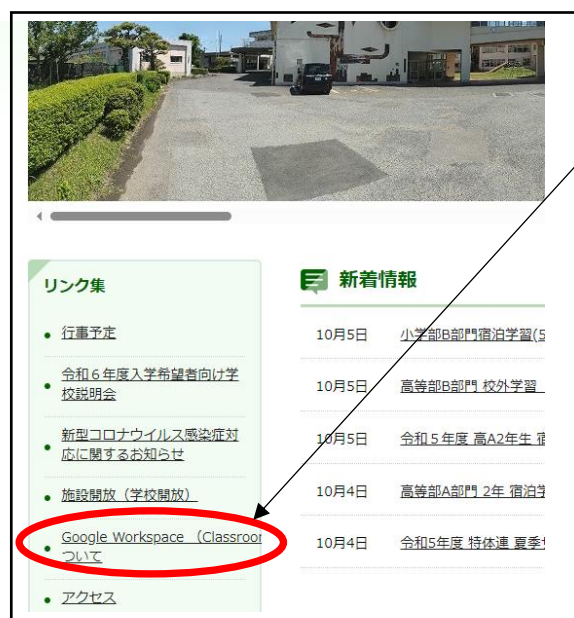 リンク集
行事予定
令和６年度入学希望者向け学
校説明会
新型コロナウイルス感染症対
応に関するお知らせ
施設開放（学校開放）
Google Workspace （Classroor
ついて
アクセス
新着情報
10月5日 小学部B部門宿泊学習(5
10月5日 高等部B部門 校外学習
10月5日 令和５年度 高A2年生 宿
10月4日 高等部A部門 2年 宿泊学
10月4日 令和5年度 特体連 夏季